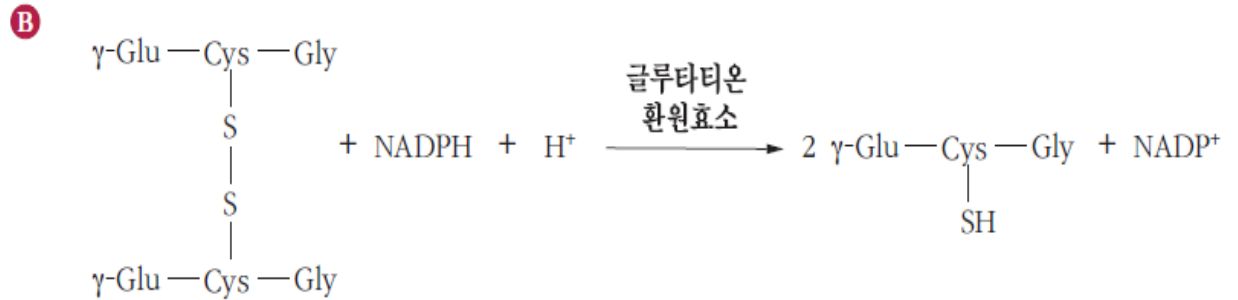 B
γ-Glu — Cys — Gly
S
S
γ-Glu — Cys — Gly
+ NADPH + H⁺
글루타티온
환원효소
2 γ-Glu — Cys — Gly + NADP⁺
SH